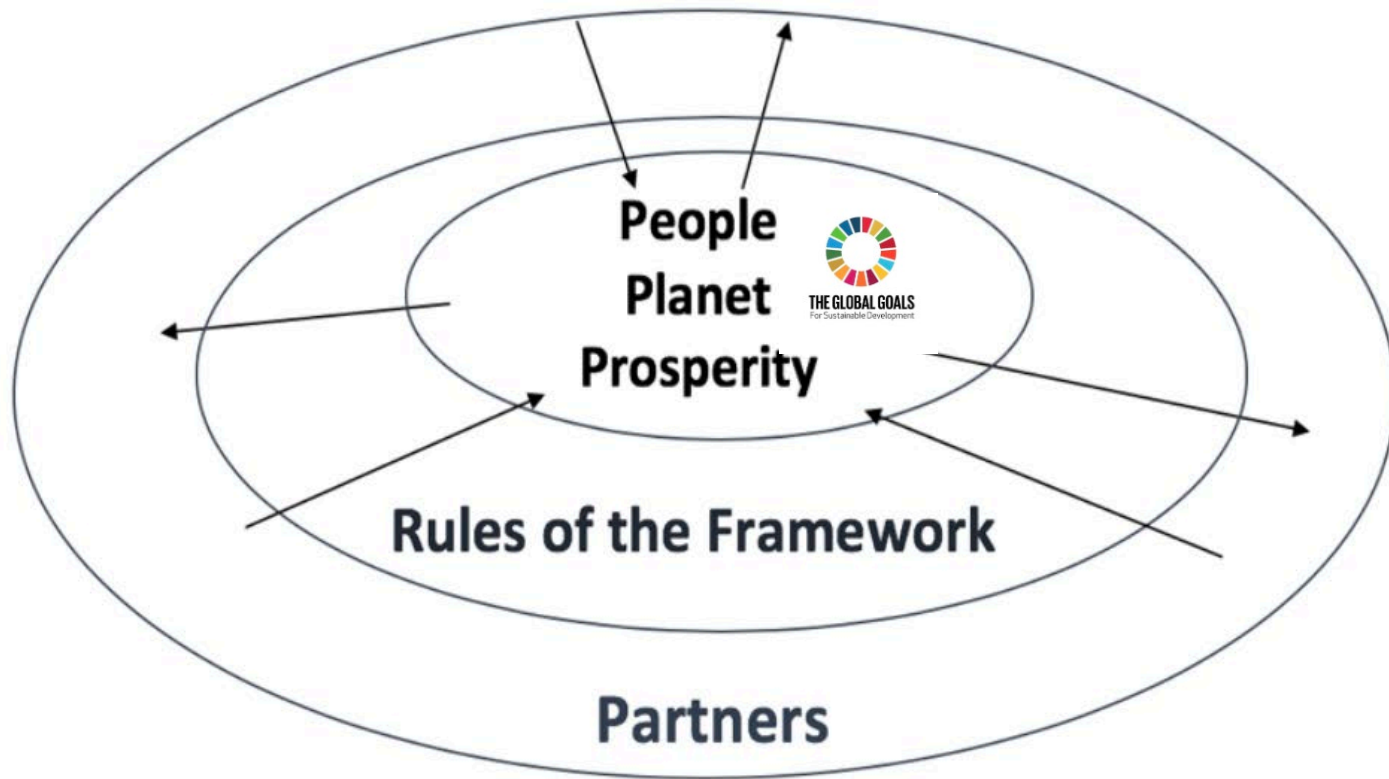 People
Planet
Prosperity
THE GLOBAL GOALS
For Sustainable Development
Rules of the Framework
Partners